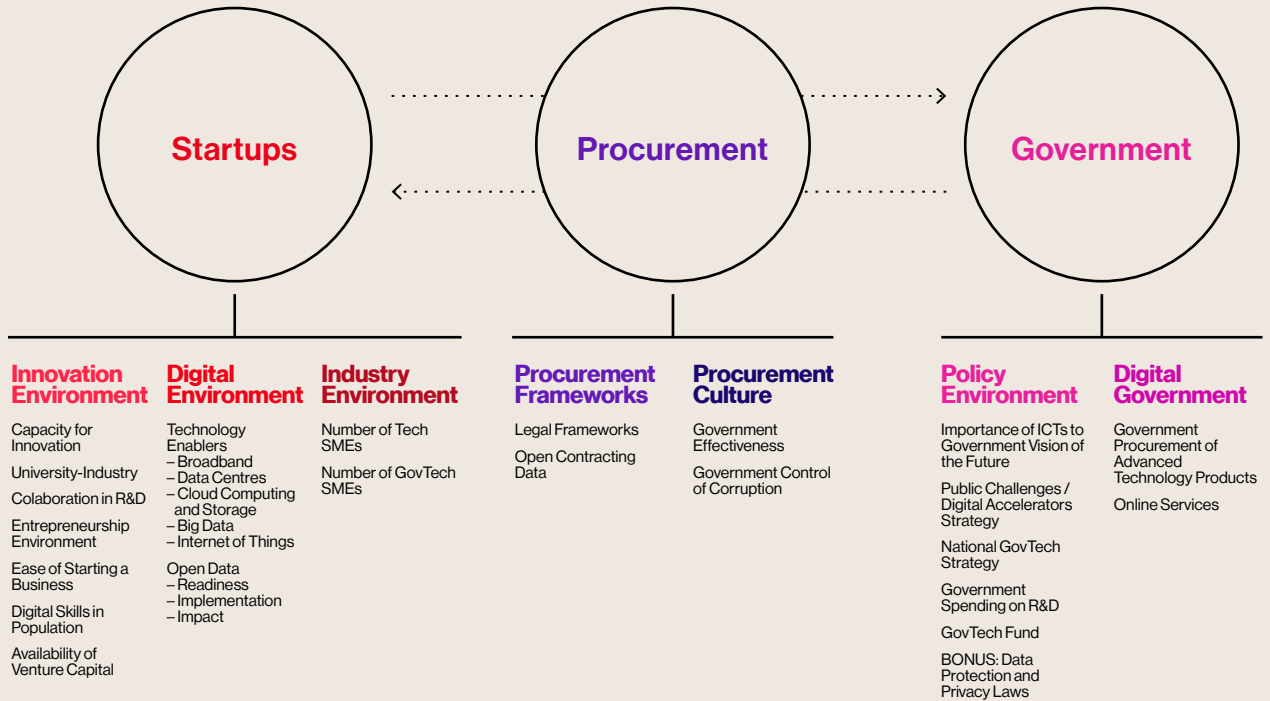 Startups
Procurement
Government
Innovation
Environment
Capacity for
Innovation
University-Industry
Colaboration in R&D
Entrepreneurship
Environment
Ease of Starting a
Business
Digital Skills in
Population
Availability of
Venture Capital
Digital
Environment
Technology
Enablers
– Broadband
– Data Centres
– Cloud Computing
and Storage
– Big Data
– Internet of Things
Open Data
– Readiness
– Implementation
– Impact
Industry
Environment
Number of Tech
SMEs
Number of GovTech
SMEs
Procurement
Frameworks
Legal Frameworks
Open Contracting
Data
Procurement
Culture
Government
Effectiveness
Government Control
of Corruption
Policy
Environment
Importance of ICTs to
Government Vision of
the Future
Public Challenges /
Digital Accelerators
Strategy
National GovTech
Strategy
Government
Spending on R&D
GovTech Fund
BONUS: Data
Protection and
Privacy Laws
Digital
Government
Government
Procurement of
Advanced
Technology Products
Online Services